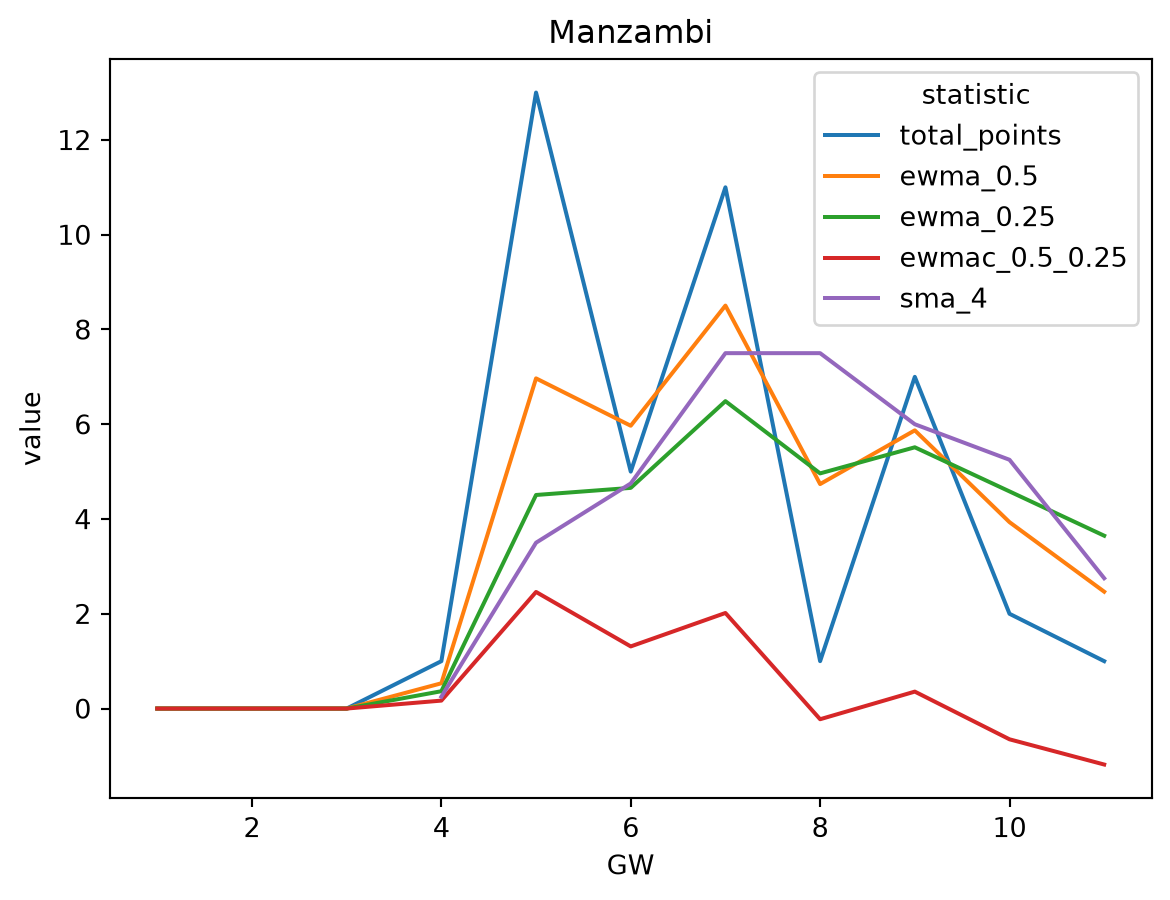 Manzambi
statistic
total_points
ewma_0.5
ewma_0.25
ewmac_0.5_0.25
sma_4
value
12
10
8
6
4
2
0
2 4 6 8 10
GW